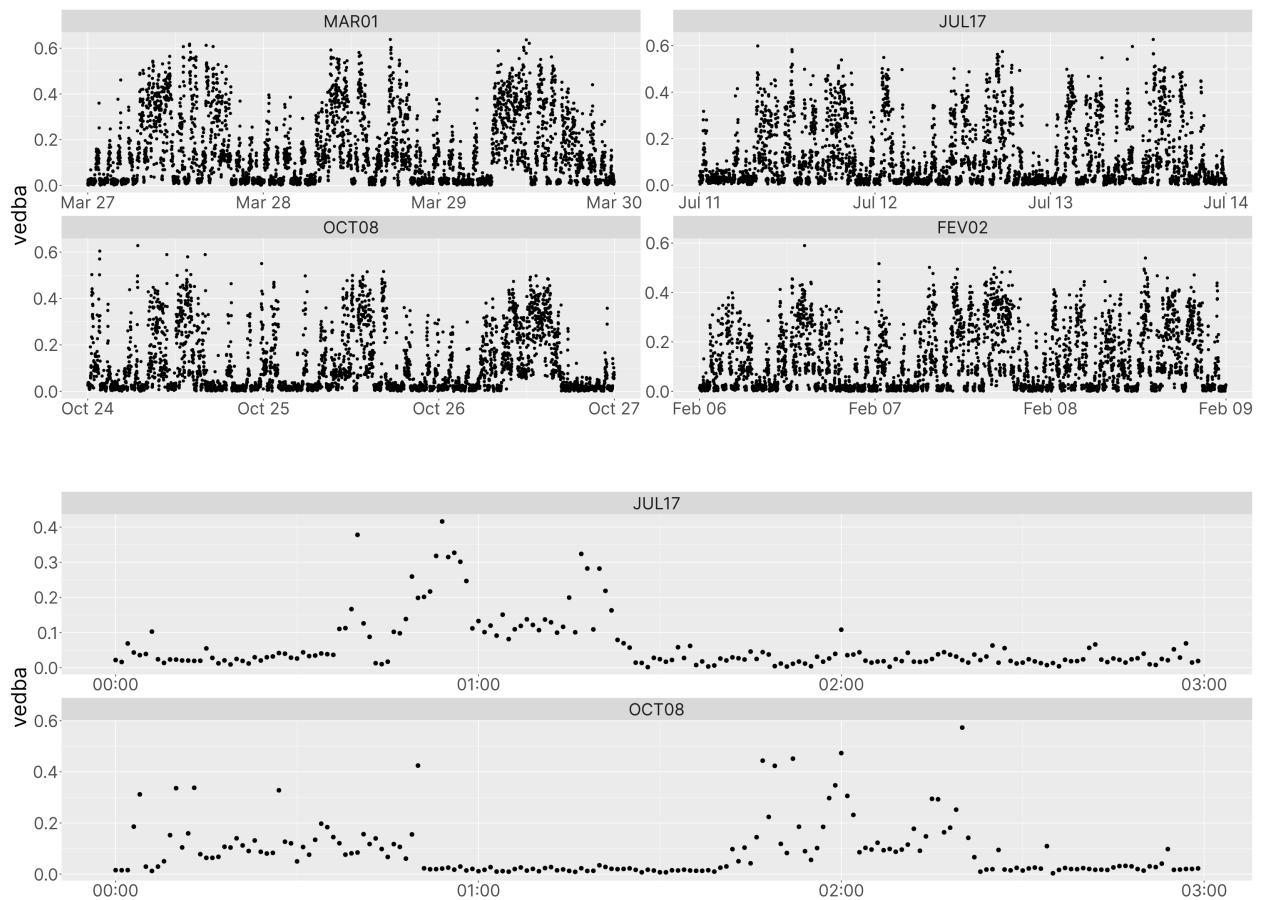 MAR01
JUL17
0.6
0.4
0.2
0.0
Mar 27 Mar 28 Mar 29 Mar 30
0.6
0.4
0.2
0.0
Jul 11 Jul 12 Jul 13 Jul 14
vedba
OCT08
FEV02
0.6
0.4
0.2
0.0
Oct 24 Oct 25 Oct 26 Oct 27
0.6
0.4
0.2
0.0
Feb 06 Feb 07 Feb 08 Feb 09
JUL17
0.4
0.3
0.2
0.1
0.0
00:00 01:00 02:00 03:00
vedba
OCT08
0.6
0.4
0.2
0.0
00:00 01:00 02:00 03:00